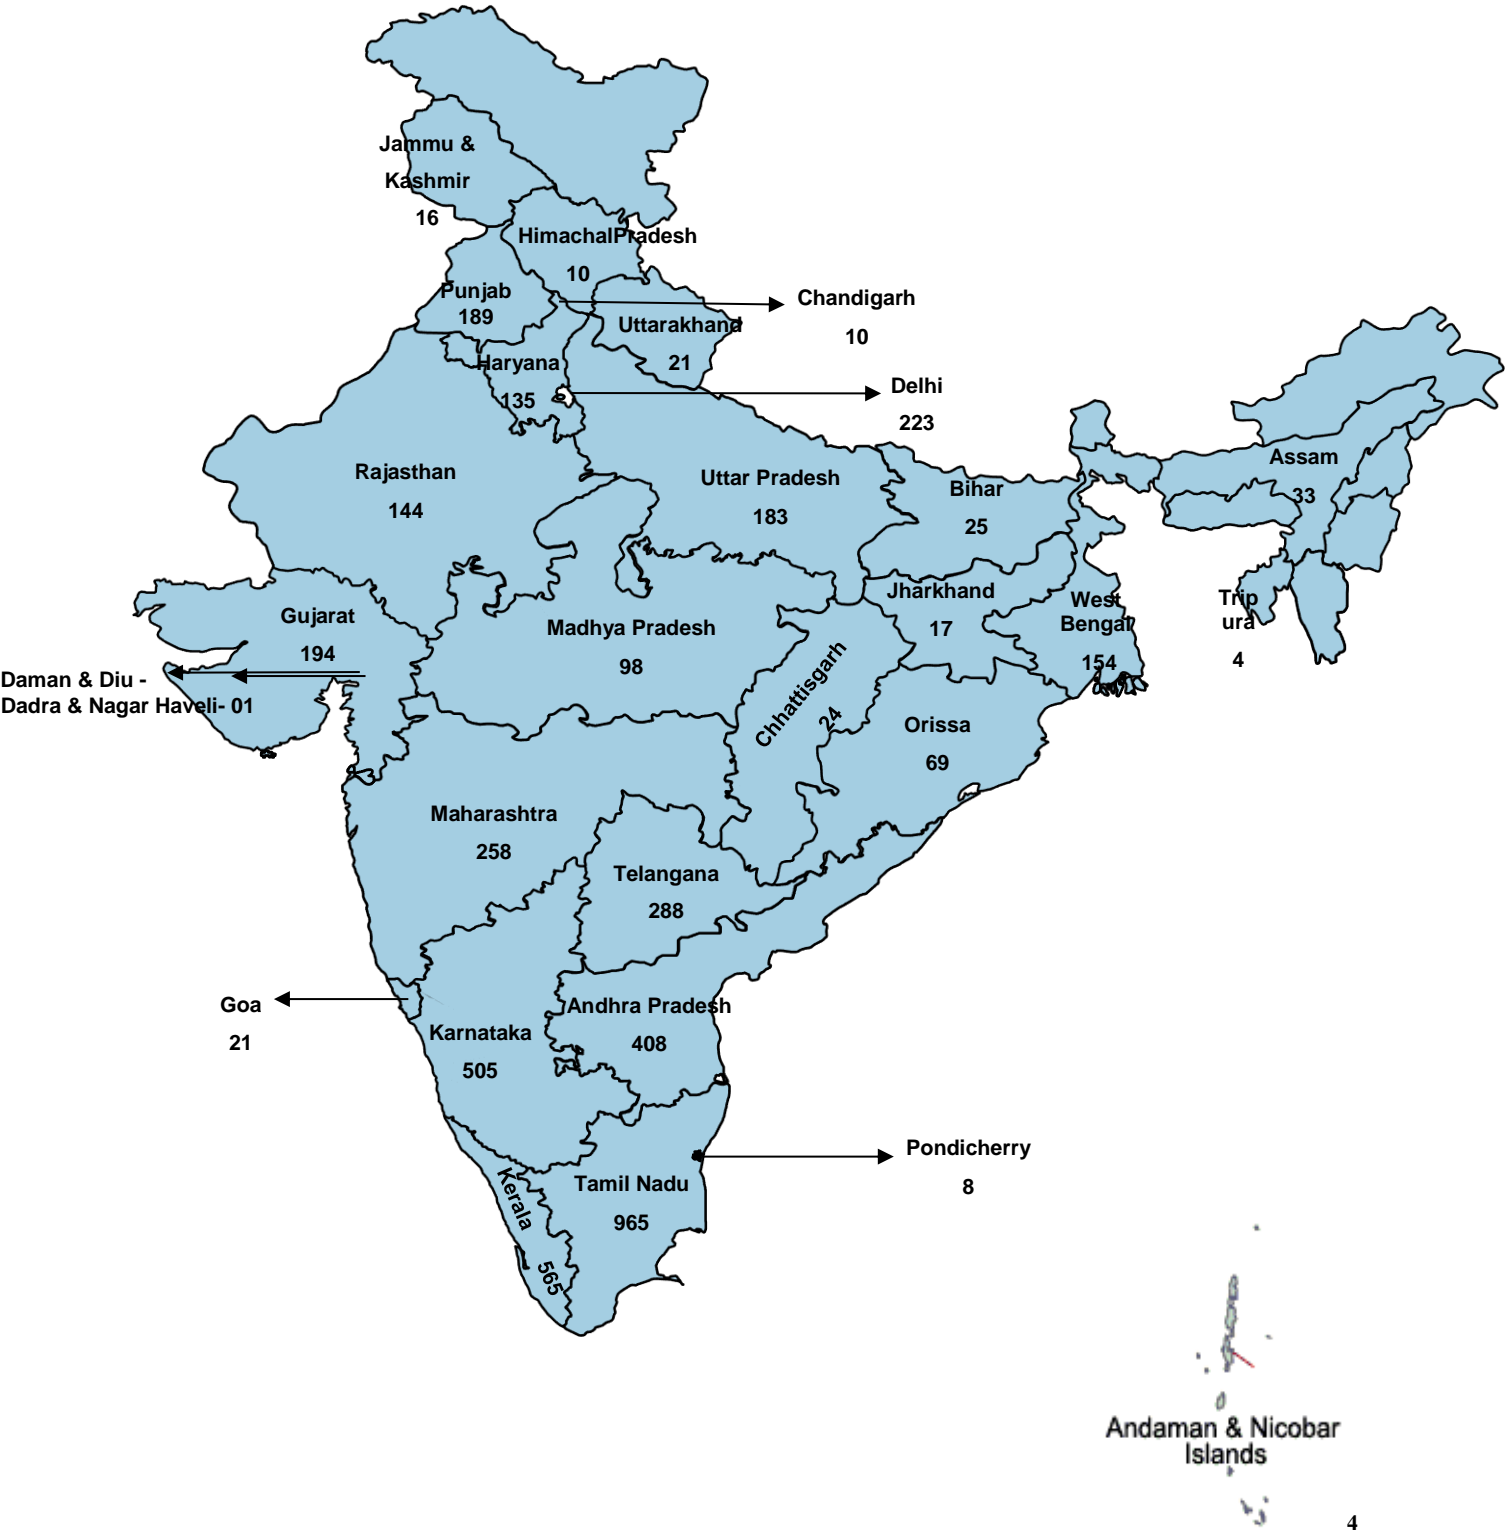 Jammu &
Kashmir
16
HimachalPradesh
10
Punjab
189
Chandigarh
10
Uttarakhand
21
Haryana
135
Delhi
223
Rajasthan
144
Uttar Pradesh
183
Bihar
25
Assam
33
Gujarat
194
Madhya Pradesh
98
Jharkhand
17
West
Bengal
154
Trip
ura
4
Daman & Diu -
Dadra & Nagar Haveli- 01
Chhattisgarh
24
Orissa
69
Maharashtra
258
Telangana
288
Goa
21
Karnataka
505
Andhra Pradesh
408
Pondicherry
8
Kerala
565
Tamil Nadu
965
Andaman & Nicobar
Islands
4